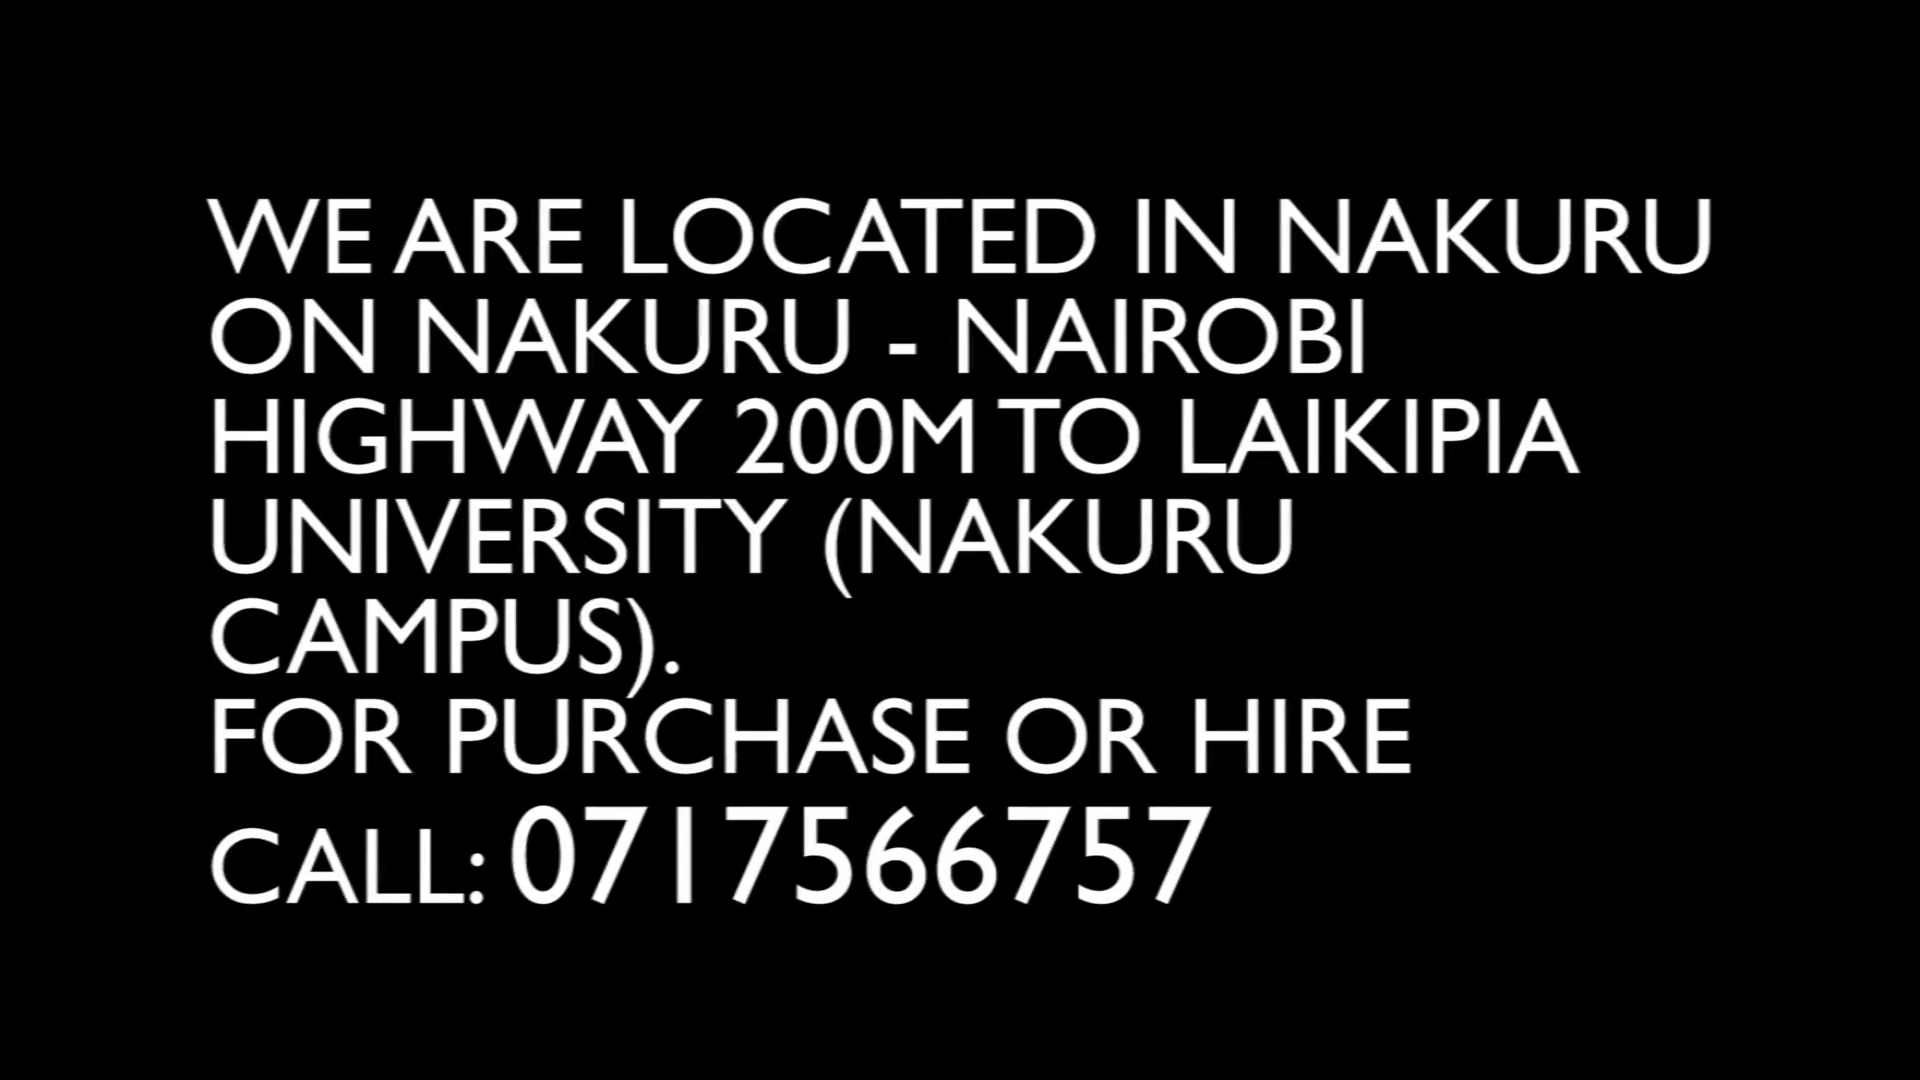 WE ARE LOCATED IN NAKURU
ON NAKURU - NAIROBI
HIGHWAY 200M TO LAIKIPIA
UNIVERSITY (NAKURU
CAMPUS).
FOR PURCHASE OR HIRE
CALL: 0717566757